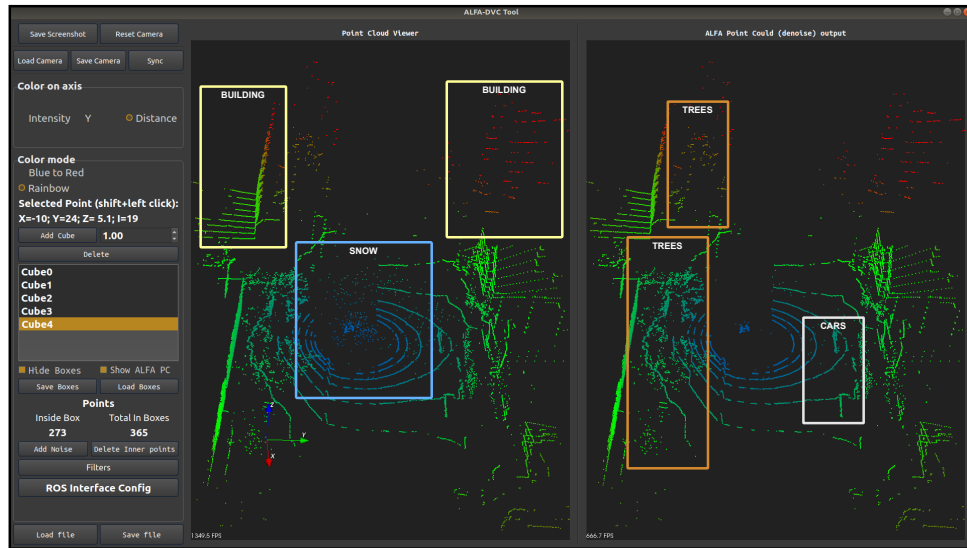 ALFA-DVC Tool
Save Screenshot Reset Camera
Load Camera Save Camera Sync
Color on axis
Intensity Y Distance
Color mode
Blue to Red
Rainbow
Selected Point (shift+left click):
X=-10; Y=24; Z= 5.1; I=19
Add Cube 1.00
Delete
Cube0
Cube1
Cube2
Cube3
Cube4
Hide Boxes Show ALFA PC
Save Boxes Load Boxes
Points
Inside Box Total In Boxes
273 365
Add Noise Delete Inner points
Filters
ROS Interface Config
Load file Save file
Point Cloud Viewer
BUILDING BUILDING
SNOW
Z
Y
X
1349.5 FPS
ALFA Point Could (denoise) output
TREES
TREES
CARS
666.7 FPS